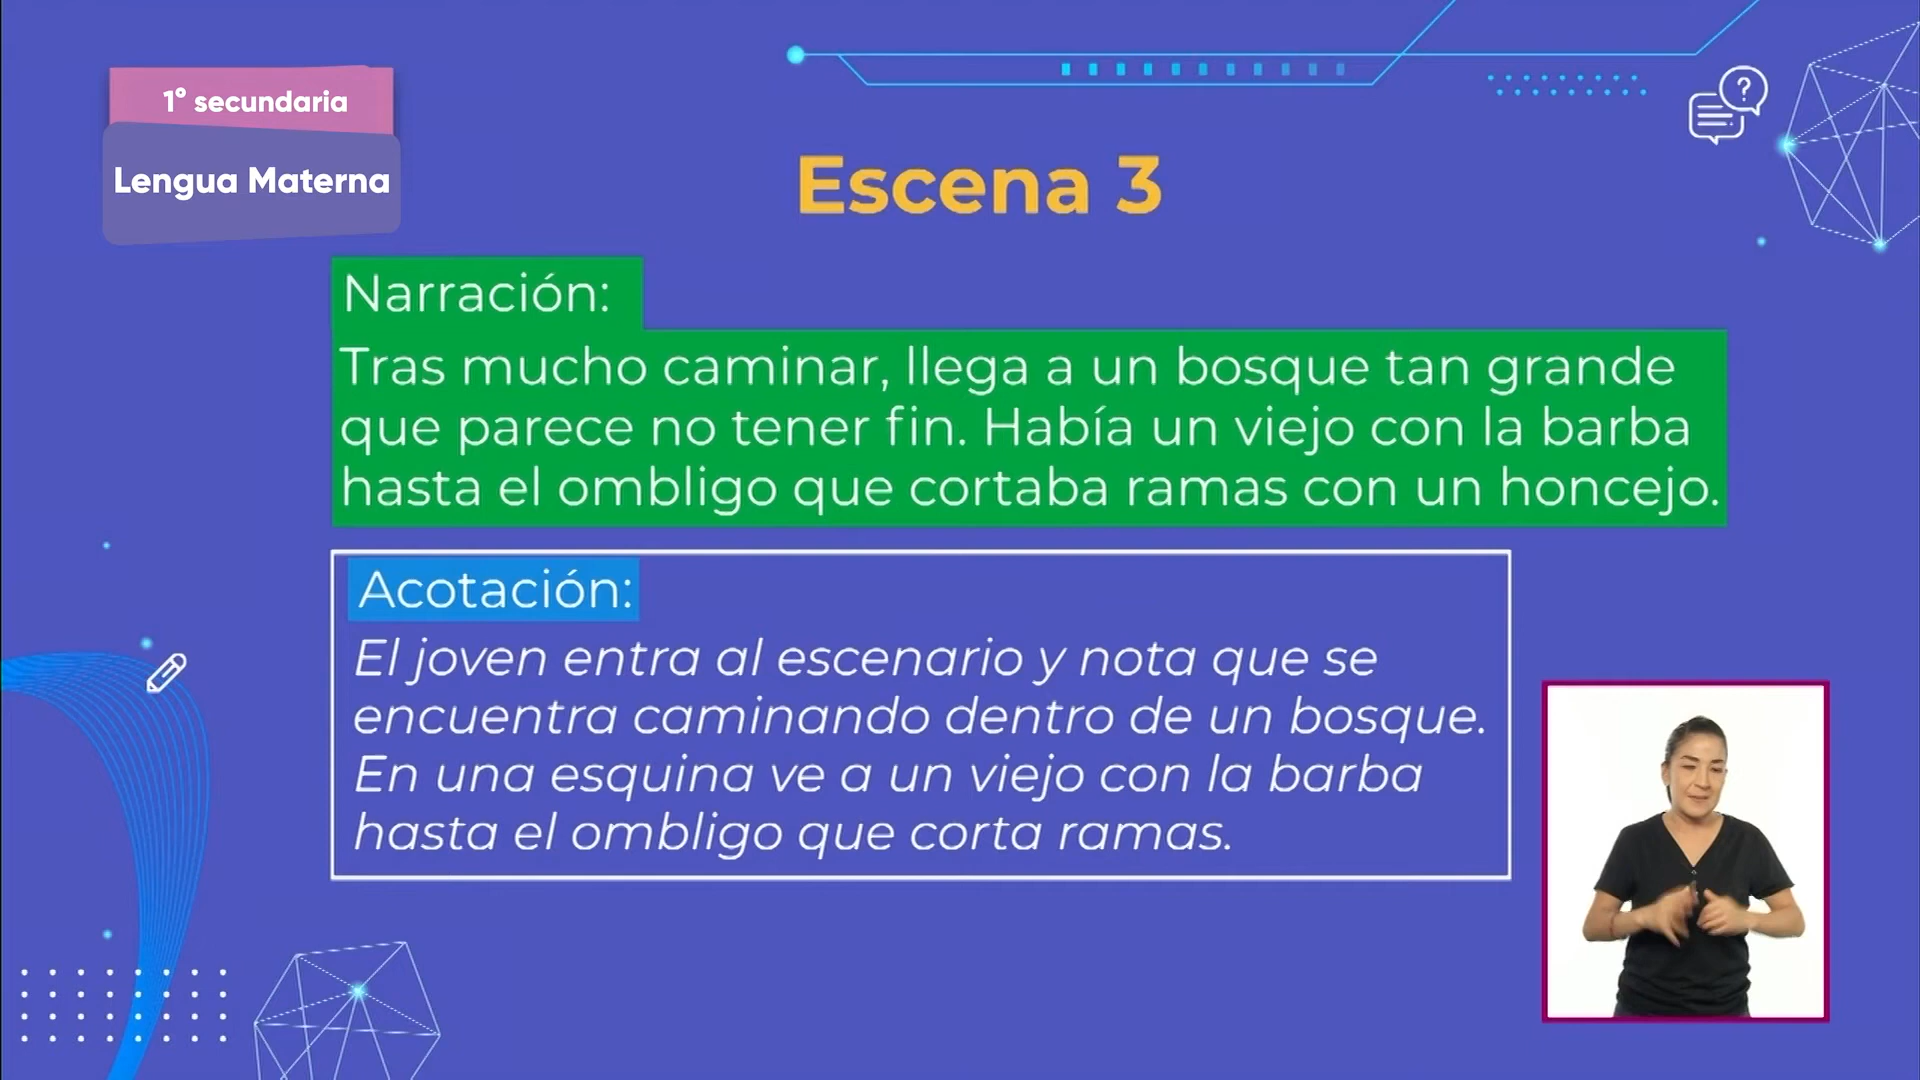 1° secundaria
Lengua Materna
Escena 3
Narración:
Tras mucho caminar, llega a un bosque tan grande
que parece no tener fin. Había un viejo con la barba
hasta el ombligo que cortaba ramas con un honcejo.
Acotación:
El joven entra al escenario y nota que se
encuentra caminando dentro de un bosque.
En una esquina ve a un viejo con la barba
hasta el ombligo que corta ramas.